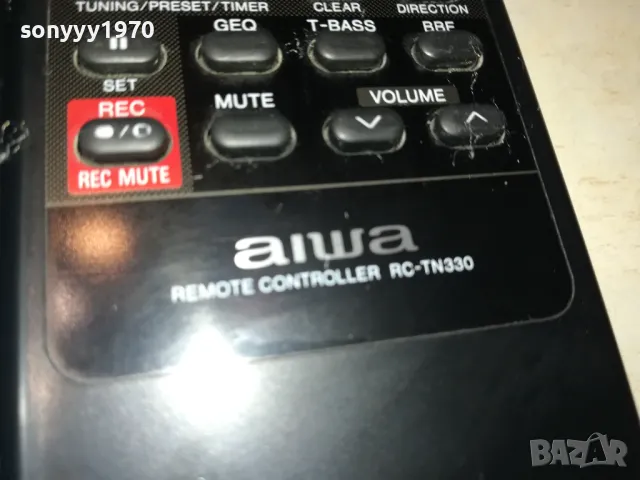 sonyyy1970
TUNING/PRESET/TIMER CLEAR, DIRECTION
GEQ T-BASS BBE
SET
REC MUTE VOLUME
REC MUTE
aiwa
REMOTE CONTROLLER RC-TN330
BAZAR